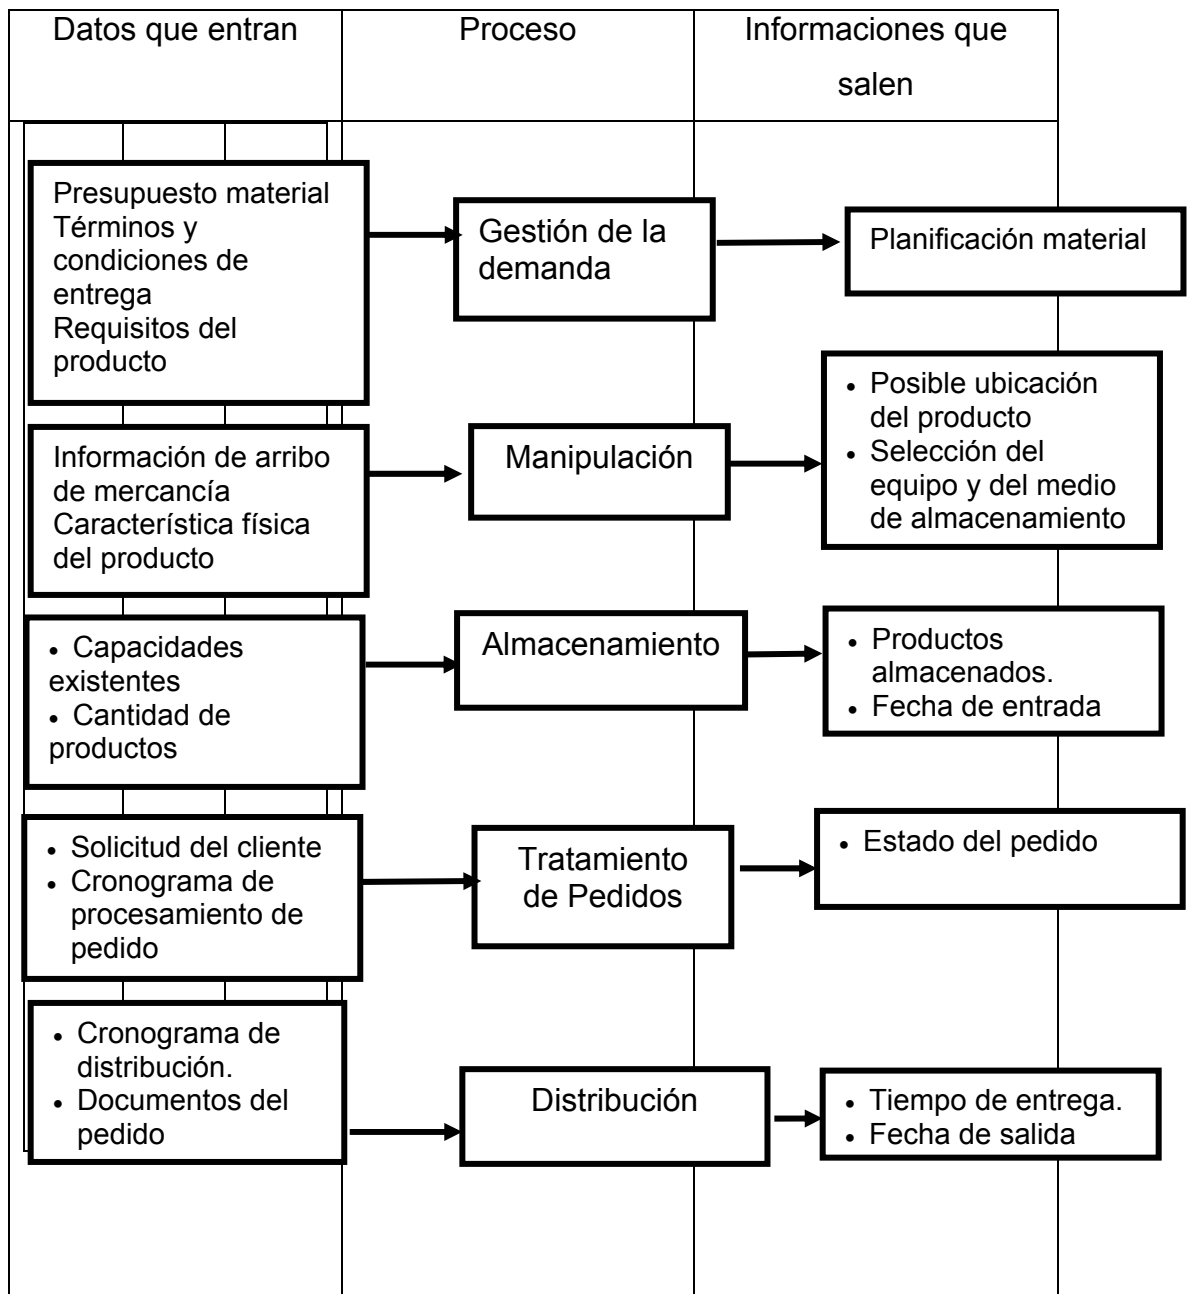 Datos que entran
Proceso
Informaciones que
salen
Presupuesto material
Términos y
condiciones de
entrega
Requisitos del
producto
Gestión de la
demanda
Planificación material
Información de arribo
de mercancía
Característica física
del producto
Manipulación
• Posible ubicación
del producto
• Selección del
equipo y del medio
de almacenamiento
• Capacidades
existentes
• Cantidad de
productos
Almacenamiento
• Productos
almacenados.
• Fecha de entrada
• Solicitud del cliente
• Cronograma de
procesamiento de
pedido
Tratamiento
de Pedidos
• Estado del pedido
• Cronograma de
distribución.
• Documentos del
pedido
Distribución
• Tiempo de entrega.
• Fecha de salida